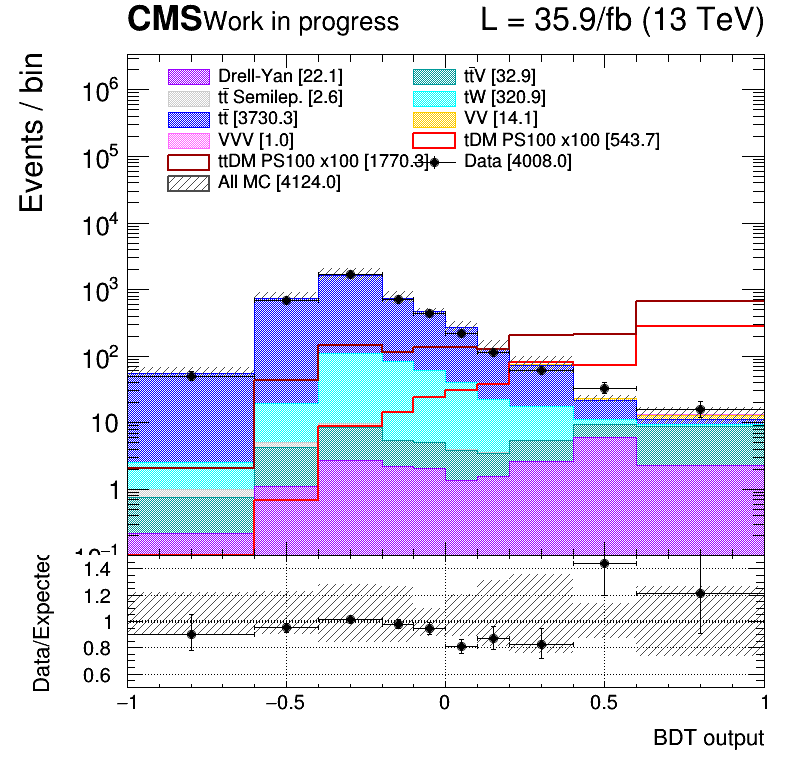 CMS Work in progress L = 35.9/fb (13 TeV)
Events / bin
Drell-Yan [22.1] tt̄V [32.9]
tt̄ Semilep. [2.6] tW [320.9]
tt̄ [3730.3] VV [14.1]
VVV [1.0] tDM PS100 x100 [543.7]
ttDM PS100 x100 [1770.3] Data [4008.0]
All MC [4124.0]
10⁶
10⁵
10⁴
10³
10²
10
1
10⁻¹
Data/Expected
1.4
1.2
1
0.8
0.6
−1 −0.5 0 0.5 1
BDT output